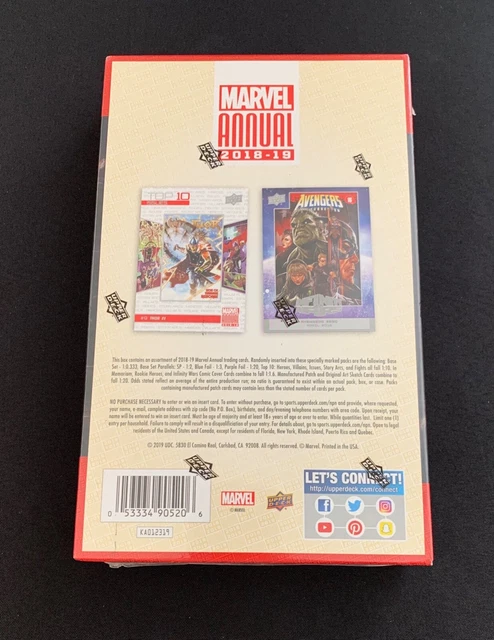 MARVEL
ANNUAL
2018-19
TOP 10
AVENGERS
This box contains an assortment of 2018-19 Marvel Annual trading cards. Randomly inserted into these specially marked packs are the following: Base
Set - 1:0.333, Base Set Parallels: SP - 1:2, Blue Foil - 1:3, Purple Foil - 1:20. Top 10: Heroes, Villains, Issues, Story Arcs, and Fights all fall 1:10. In
Memoriam, Rookie Heroes, and Infinity Wars Comic Cover Cards combine to fall 1:1.6. Manufactured Patch and Original Art Sketch Cards combine to
fall 1:20. Odds stated reflect an average of the entire production run; no ratio is guaranteed to exist within an actual pack, box, or case. Packs
containing manufactured patch cards may contain less than the stated number of cards per pack.
NO PURCHASE NECESSARY to enter or win an insert card. To enter without purchase, go to sports.upperdeck.com/npn and provide, where requested,
your name, e-mail, complete address with zip code (No P.O. Box), birthdate, and day/evening telephone numbers with area code. Upon receipt, we will
enter you to win an insert card. Must be age of majority and at least 18+ years of age or over to enter. While quantities last. Limit one (1)
entry per household. Failure to comply will result in a disqualification of your entry. For details go to sports.upperdeck.com/npn. Open to legal
residents of the United States and Canada, except for residents of Florida, New York, Rhode Island, Puerto Rico and Quebec.
© 2019 UDC. 5830 El Camino Real, Carlsbad, CA 92008. All rights reserved. © Marvel. Printed in the USA.
0 53334 90520 6
KA012319
MARVEL
© MARVEL
UPPER
DECK
LET'S CONNECT!
http://upperdeck.com/connect